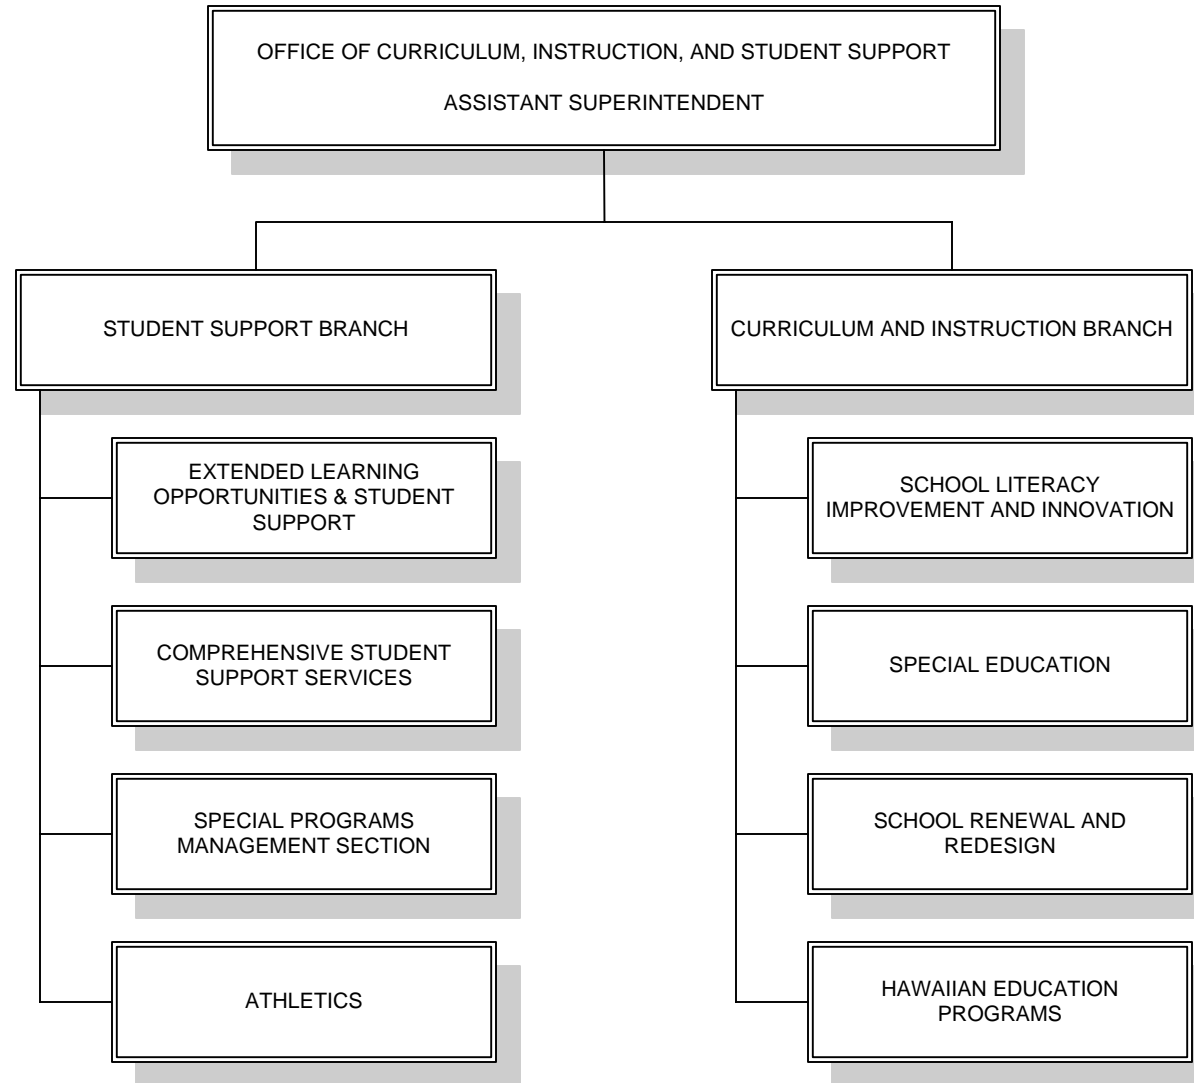 OFFICE OF CURRICULUM, INSTRUCTION, AND STUDENT SUPPORT
ASSISTANT SUPERINTENDENT
STUDENT SUPPORT BRANCH
EXTENDED LEARNING
OPPORTUNITIES & STUDENT
SUPPORT
COMPREHENSIVE STUDENT
SUPPORT SERVICES
SPECIAL PROGRAMS
MANAGEMENT SECTION
ATHLETICS
CURRICULUM AND INSTRUCTION BRANCH
SCHOOL LITERACY
IMPROVEMENT AND INNOVATION
SPECIAL EDUCATION
SCHOOL RENEWAL AND
REDESIGN
HAWAIIAN EDUCATION
PROGRAMS